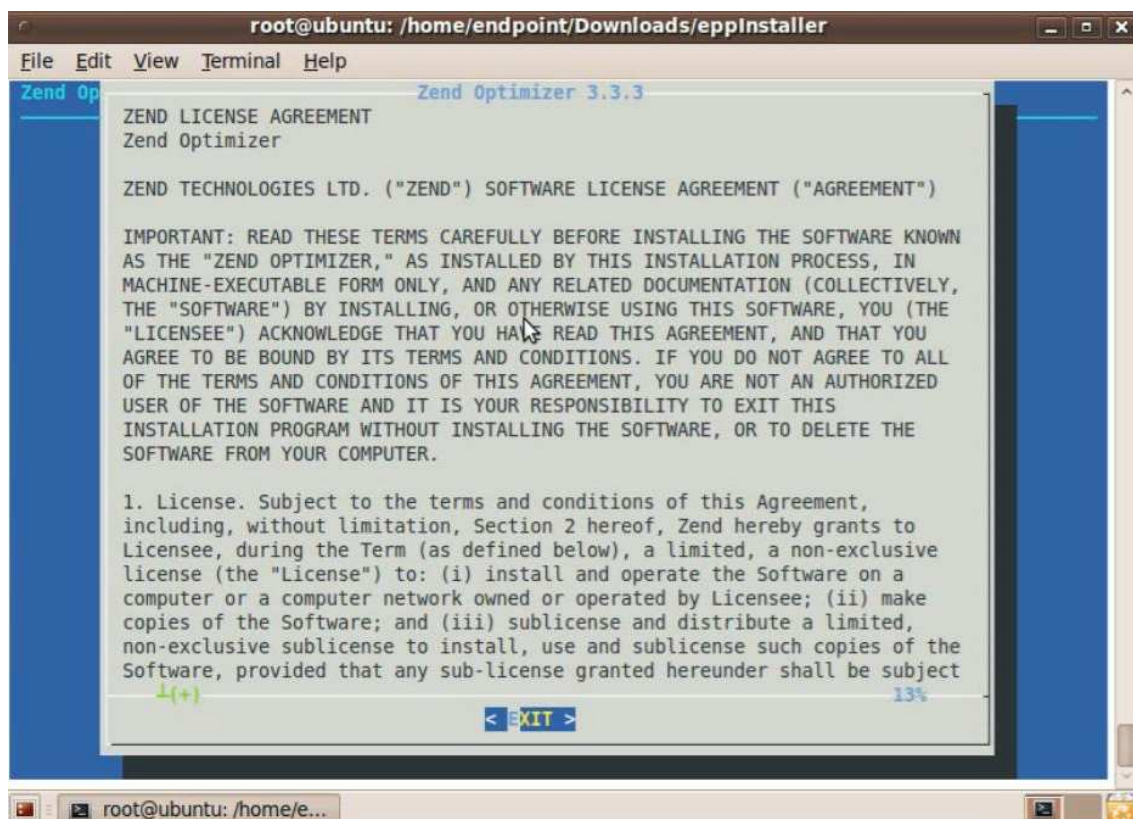 root@ubuntu: /home/endpoint/Downloads/eppInstaller
File Edit View Terminal Help
Zend Op
Zend Optimizer 3.3.3
ZEND LICENSE AGREEMENT
Zend Optimizer
ZEND TECHNOLOGIES LTD. ("ZEND") SOFTWARE LICENSE AGREEMENT ("AGREEMENT")
IMPORTANT: READ THESE TERMS CAREFULLY BEFORE INSTALLING THE SOFTWARE KNOWN
AS THE "ZEND OPTIMIZER," AS INSTALLED BY THIS INSTALLATION PROCESS, IN
MACHINE-EXECUTABLE FORM ONLY, AND ANY RELATED DOCUMENTATION (COLLECTIVELY,
THE "SOFTWARE") BY INSTALLING, OR OTHERWISE USING THIS SOFTWARE, YOU (THE
"LICENSEE") ACKNOWLEDGE THAT YOU HAVE READ THIS AGREEMENT, AND THAT YOU
AGREE TO BE BOUND BY ITS TERMS AND CONDITIONS. IF YOU DO NOT AGREE TO ALL
OF THE TERMS AND CONDITIONS OF THIS AGREEMENT, YOU ARE NOT AN AUTHORIZED
USER OF THE SOFTWARE AND IT IS YOUR RESPONSIBILITY TO EXIT THIS
INSTALLATION PROGRAM WITHOUT INSTALLING THE SOFTWARE, OR TO DELETE THE
SOFTWARE FROM YOUR COMPUTER.
1. License. Subject to the terms and conditions of this Agreement,
including, without limitation, Section 2 hereof, Zend hereby grants to
Licensee, during the Term (as defined below), a limited, a non-exclusive
license (the "License") to: (i) install and operate the Software on a
computer or a computer network owned or operated by Licensee; (ii) make
copies of the Software; and (iii) sublicense and distribute a limited,
non-exclusive sublicense to install, use and sublicense such copies of the
Software, provided that any sub-license granted hereunder shall be subject
┴(+) 13%
< EXIT >
root@ubuntu: /home/e...